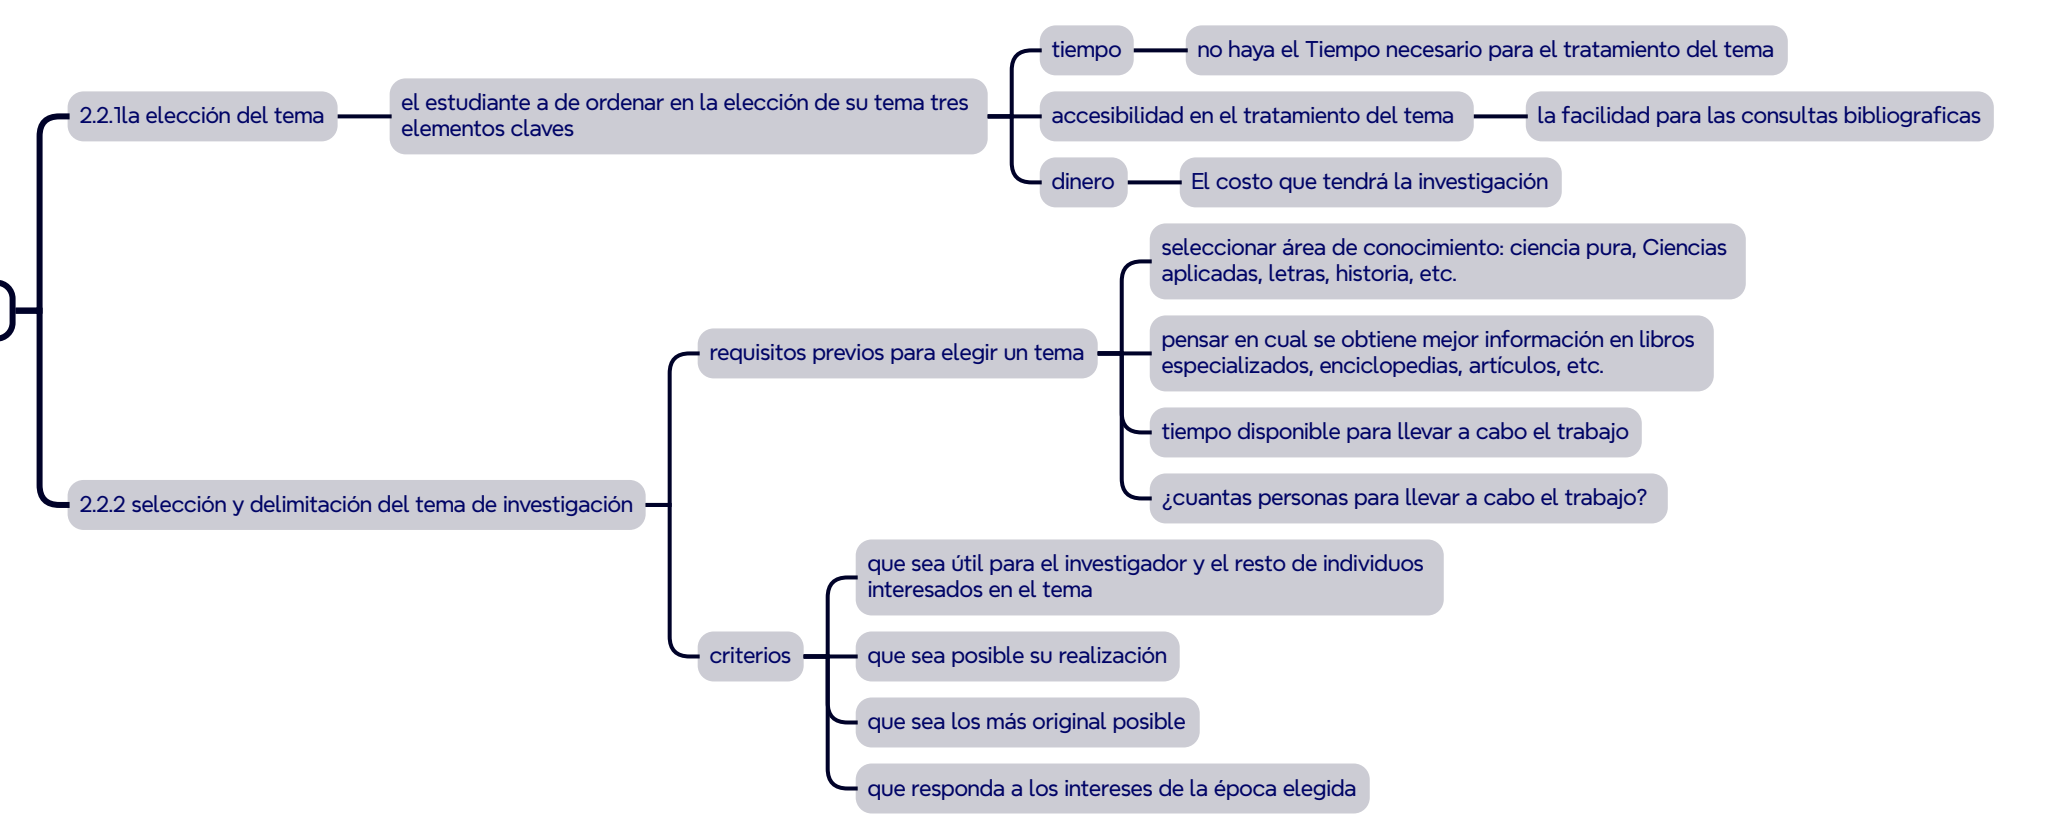 2.2.1la elección del tema
el estudiante a de ordenar en la elección de su tema tres
elementos claves
tiempo
no haya el Tiempo necesario para el tratamiento del tema
accesibilidad en el tratamiento del tema
la facilidad para las consultas bibliograficas
dinero
El costo que tendrá la investigación
2.2.2 selección y delimitación del tema de investigación
requisitos previos para elegir un tema
seleccionar área de conocimiento: ciencia pura, Ciencias
aplicadas, letras, historia, etc.
pensar en cual se obtiene mejor información en libros
especializados, enciclopedias, artículos, etc.
tiempo disponible para llevar a cabo el trabajo
¿cuantas personas para llevar a cabo el trabajo?
criterios
que sea útil para el investigador y el resto de individuos
interesados en el tema
que sea posible su realización
que sea los más original posible
que responda a los intereses de la época elegida